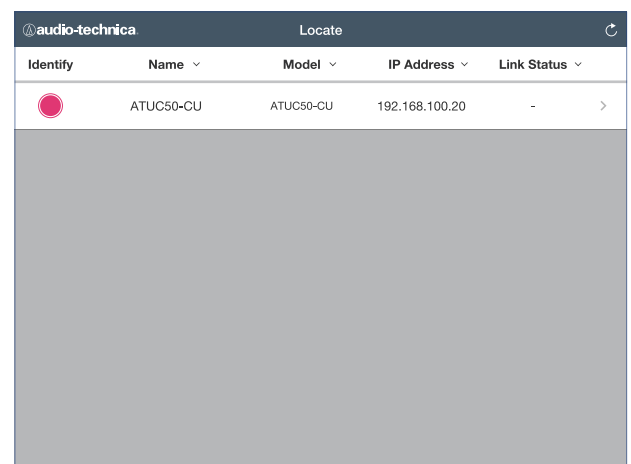 audio-technica. Locate
Identify Name Model IP Address Link Status
ATUC50-CU ATUC50-CU 192.168.100.20 -